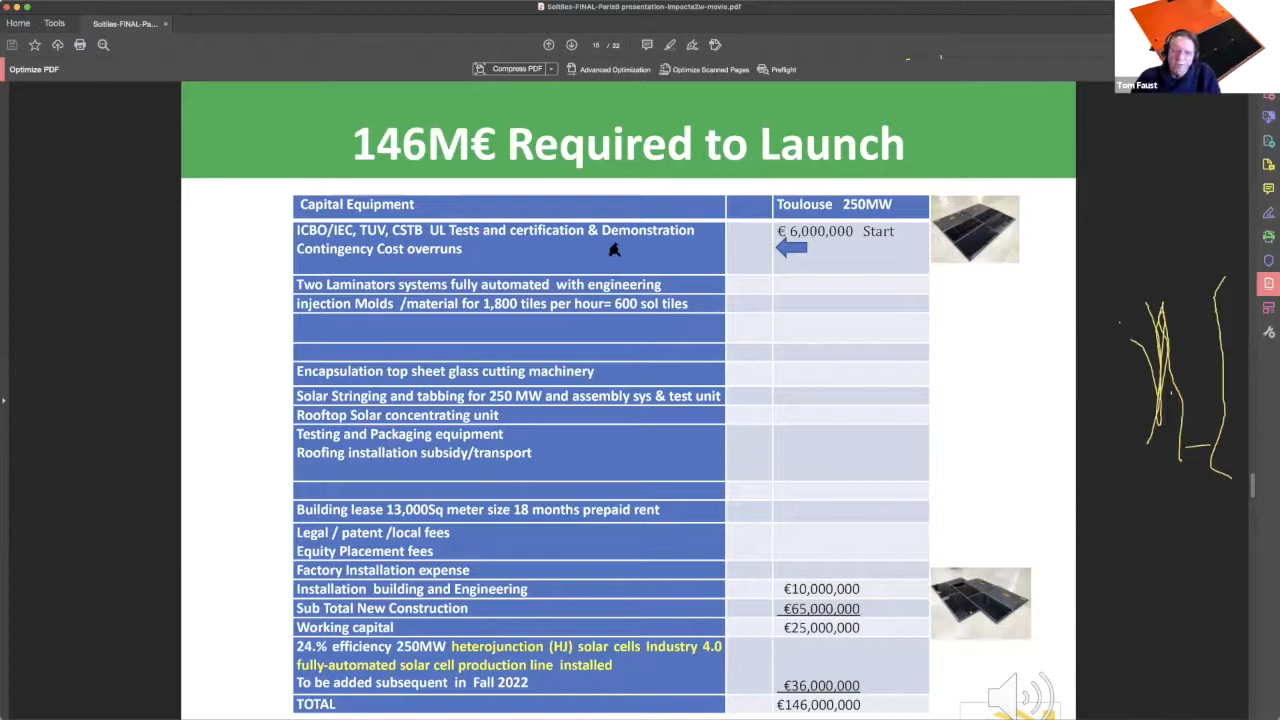 Soltiles-FINAL-Paris9 presentation-impacta2w-movie.pdf
Home Tools Soltiles-FINAL-Pa... ×
15 / 22
Optimize PDF Compress PDF Advanced Optimization Optimize Scanned Pages Preflight
Tom Faust
146M€ Required to Launch
Capital Equipment Toulouse 250MW
ICBO/IEC, TUV, CSTB UL Tests and certification & Demonstration € 6,000,000 Start
Contingency Cost overruns
Two Laminators systems fully automated with engineering
injection Molds /material for 1,800 tiles per hour= 600 sol tiles
Encapsulation top sheet glass cutting machinery
Solar Stringing and tabbing for 250 MW and assembly sys & test unit
Rooftop Solar concentrating unit
Testing and Packaging equipment
Roofing installation subsidy/transport
Building lease 13,000Sq meter size 18 months prepaid rent
Legal / patent /local fees
Equity Placement fees
Factory Installation expense
Installation building and Engineering €10,000,000
Sub Total New Construction €65,000,000
Working capital €25,000,000
24.% efficiency 250MW heterojunction (HJ) solar cells Industry 4.0
fully-automated solar cell production line installed
To be added subsequent in Fall 2022 €36,000,000
TOTAL €146,000,000